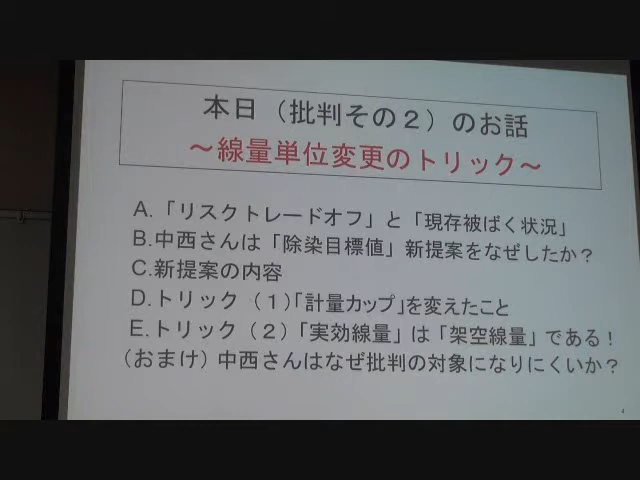 本日（批判その２）のお話
～線量単位変更のトリック～
A.「リスクトレードオフ」と「現存被ばく状況」
B.中西さんは「除染目標値」新提案をなぜしたか？
C.新提案の内容
D.トリック（１）「計量カップ」を変えたこと
E.トリック（２）「実効線量」は「架空線量」である！
（おまけ）中西さんはなぜ批判の対象になりにくいか？
4